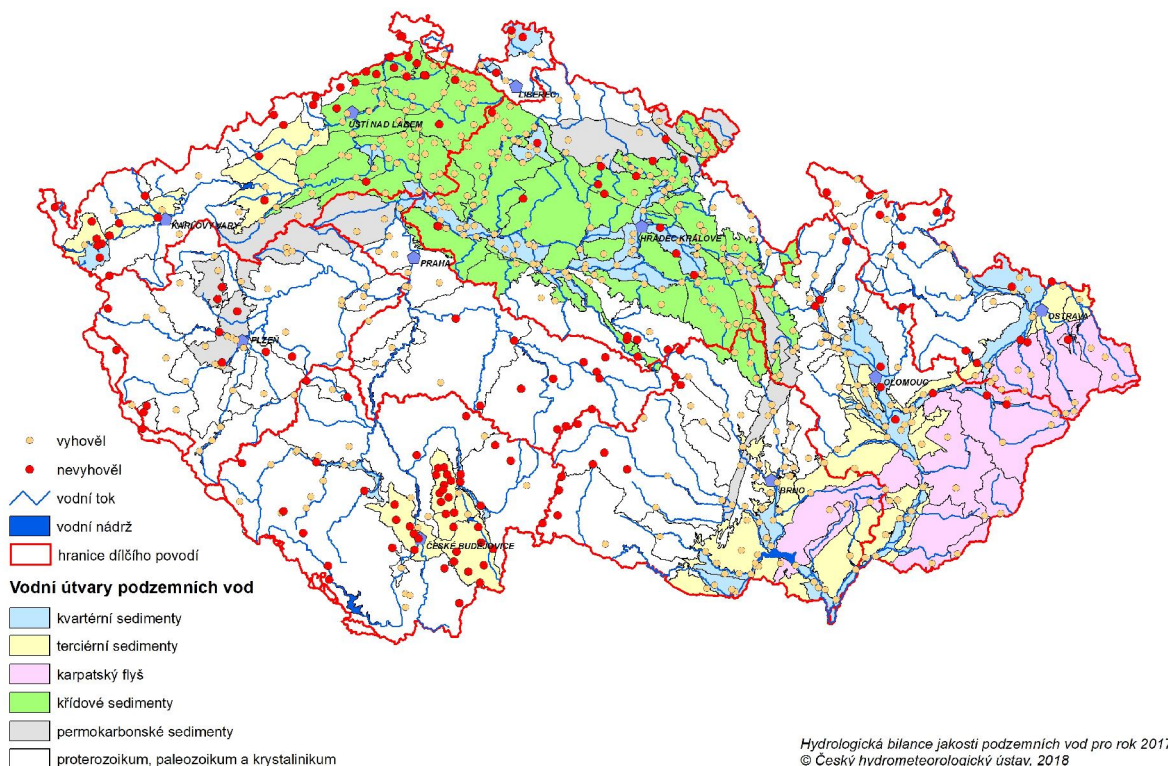 LIBEREC
ÚSTÍ NAD LABEM
KARLOVY VARY
HRADEC KRÁLOVÉ
PRAHA
OSTRAVA
PLZEŇ
OLOMOUC
BRNO
ČESKÉ BUDĚJOVICE
vyhověl
nevyhověl
vodní tok
vodní nádrž
hranice dílčího povodí
Vodní útvary podzemních vod
kvartérní sedimenty
terciérní sedimenty
karpatský flyš
křídové sedimenty
permokarbonské sedimenty
proterozoikum, paleozoikum a krystalinikum
Hydrologická bilance jakosti podzemních vod pro rok 2017
© Český hydrometeorologický ústav, 2018